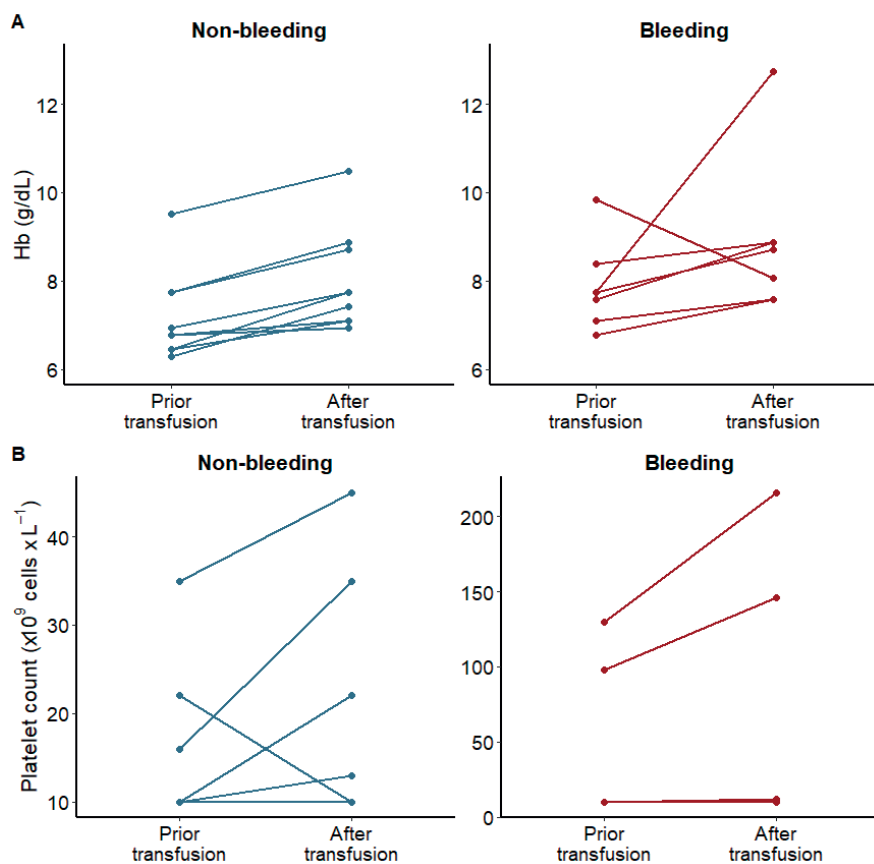 A
Non-bleeding
Bleeding
Hb (g/dL)
12
10
8
6
12
10
8
6
Prior
transfusion
After
transfusion
Prior
transfusion
After
transfusion
B
Non-bleeding
Bleeding
Platelet count (x10⁹ cells x L⁻¹)
40
30
20
10
200
150
100
50
0
Prior
transfusion
After
transfusion
Prior
transfusion
After
transfusion